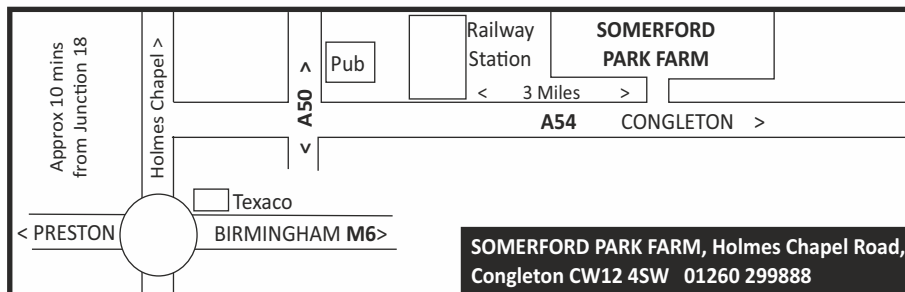 Approx 10 mins
from Junction 18
Holmes Chapel >
< A50 >
Pub
Railway
Station
SOMERFORD
PARK FARM
< 3 Miles >
A54 CONGLETON >
Texaco
< PRESTON
BIRMINGHAM M6>
SOMERFORD PARK FARM, Holmes Chapel Road,
Congleton CW12 4SW 01260 299888